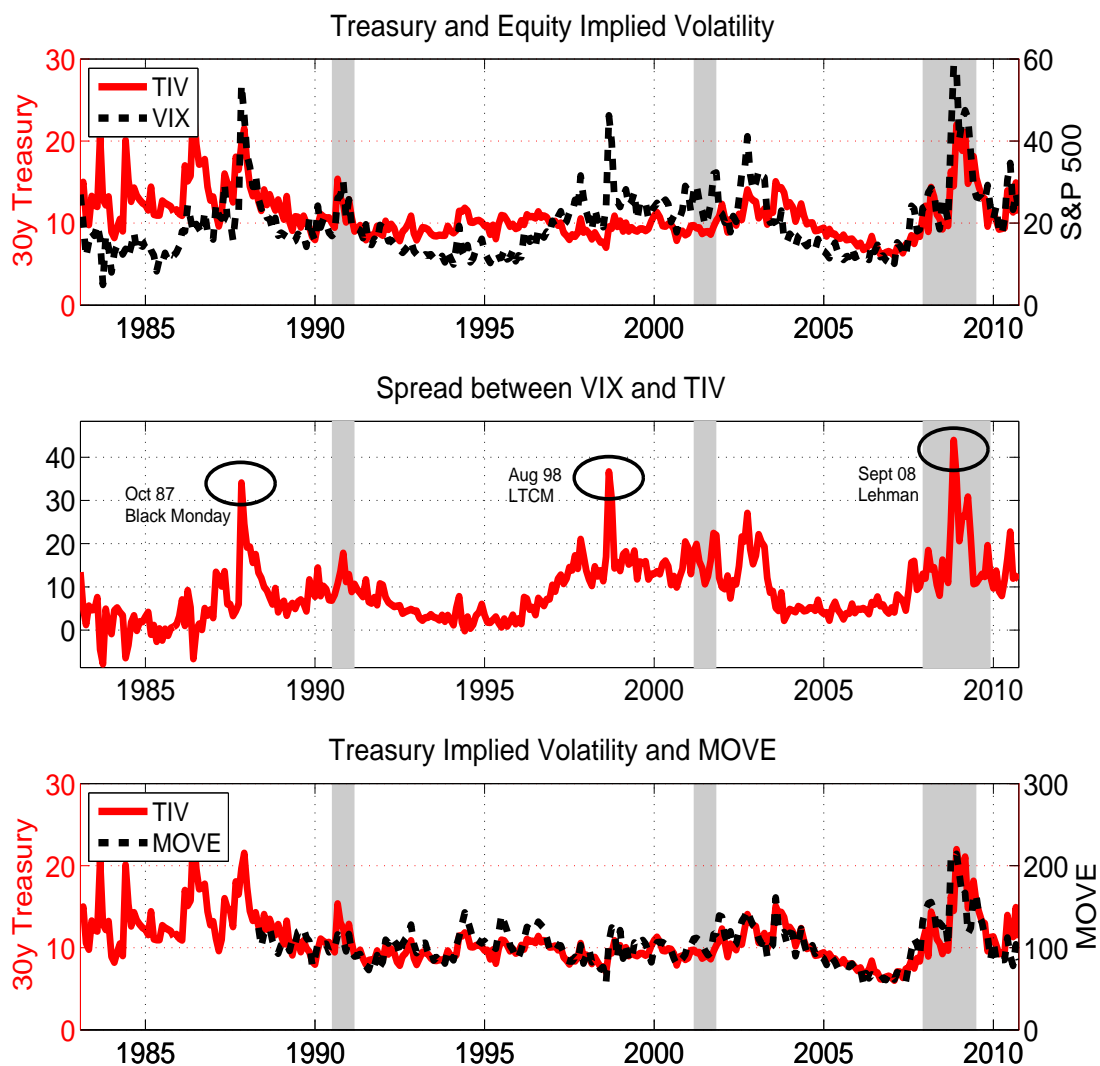 Treasury and Equity Implied Volatility
30
20
10
0
30y Treasury
TIV
VIX
60
40
20
0
S&P 500
1985 1990 1995 2000 2005 2010
Spread between VIX and TIV
40
30
20
10
0
Oct 87
Black Monday
Aug 98
LTCM
Sept 08
Lehman
1985 1990 1995 2000 2005 2010
Treasury Implied Volatility and MOVE
30
20
10
0
30y Treasury
TIV
MOVE
300
200
100
0
MOVE
1985 1990 1995 2000 2005 2010